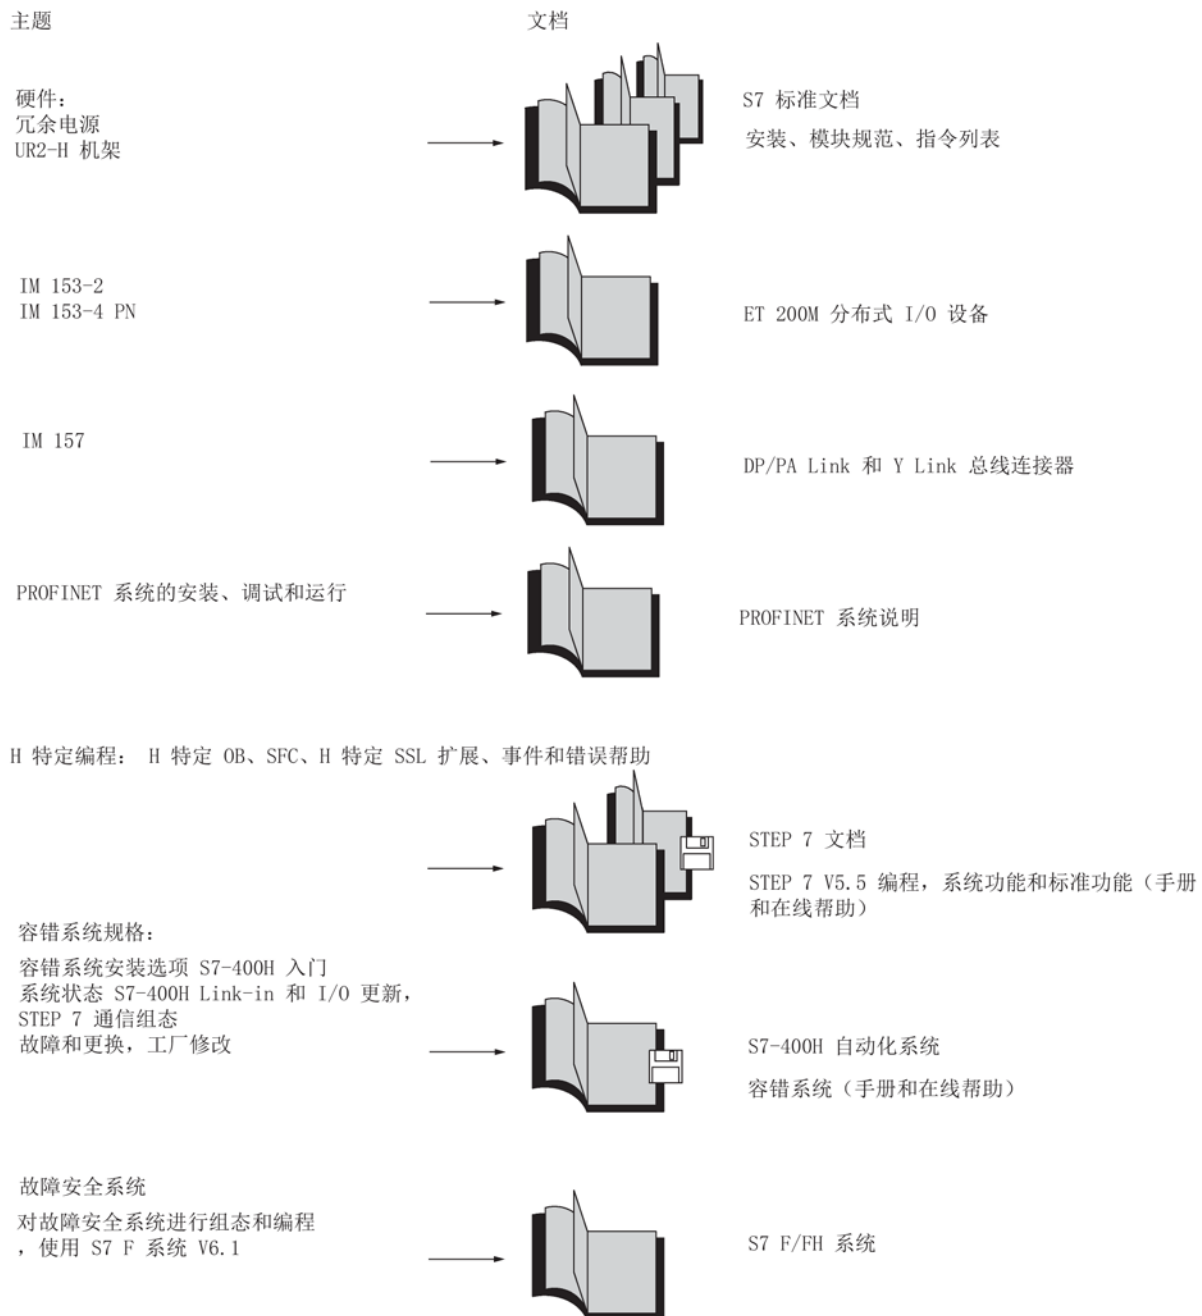 主题
文档
硬件：
冗余电源
UR2-H 机架
S7 标准文档
安装、模块规范、指令列表
IM 153-2
IM 153-4 PN
ET 200M 分布式 I/O 设备
IM 157
DP/PA Link 和 Y Link 总线连接器
PROFINET 系统的安装、调试和运行
PROFINET 系统说明
H 特定编程： H 特定 OB、SFC、H 特定 SSL 扩展、事件和错误帮助
STEP 7 文档
STEP 7 V5.5 编程，系统功能和标准功能（手册
和在线帮助）
容错系统规格：
容错系统安装选项 S7-400H 入门
系统状态 S7-400H Link-in 和 I/O 更新，
STEP 7 通信组态
故障和更换，工厂修改
S7-400H 自动化系统
容错系统（手册和在线帮助）
故障安全系统
对故障安全系统进行组态和编程
，使用 S7 F 系统 V6.1
S7 F/FH 系统